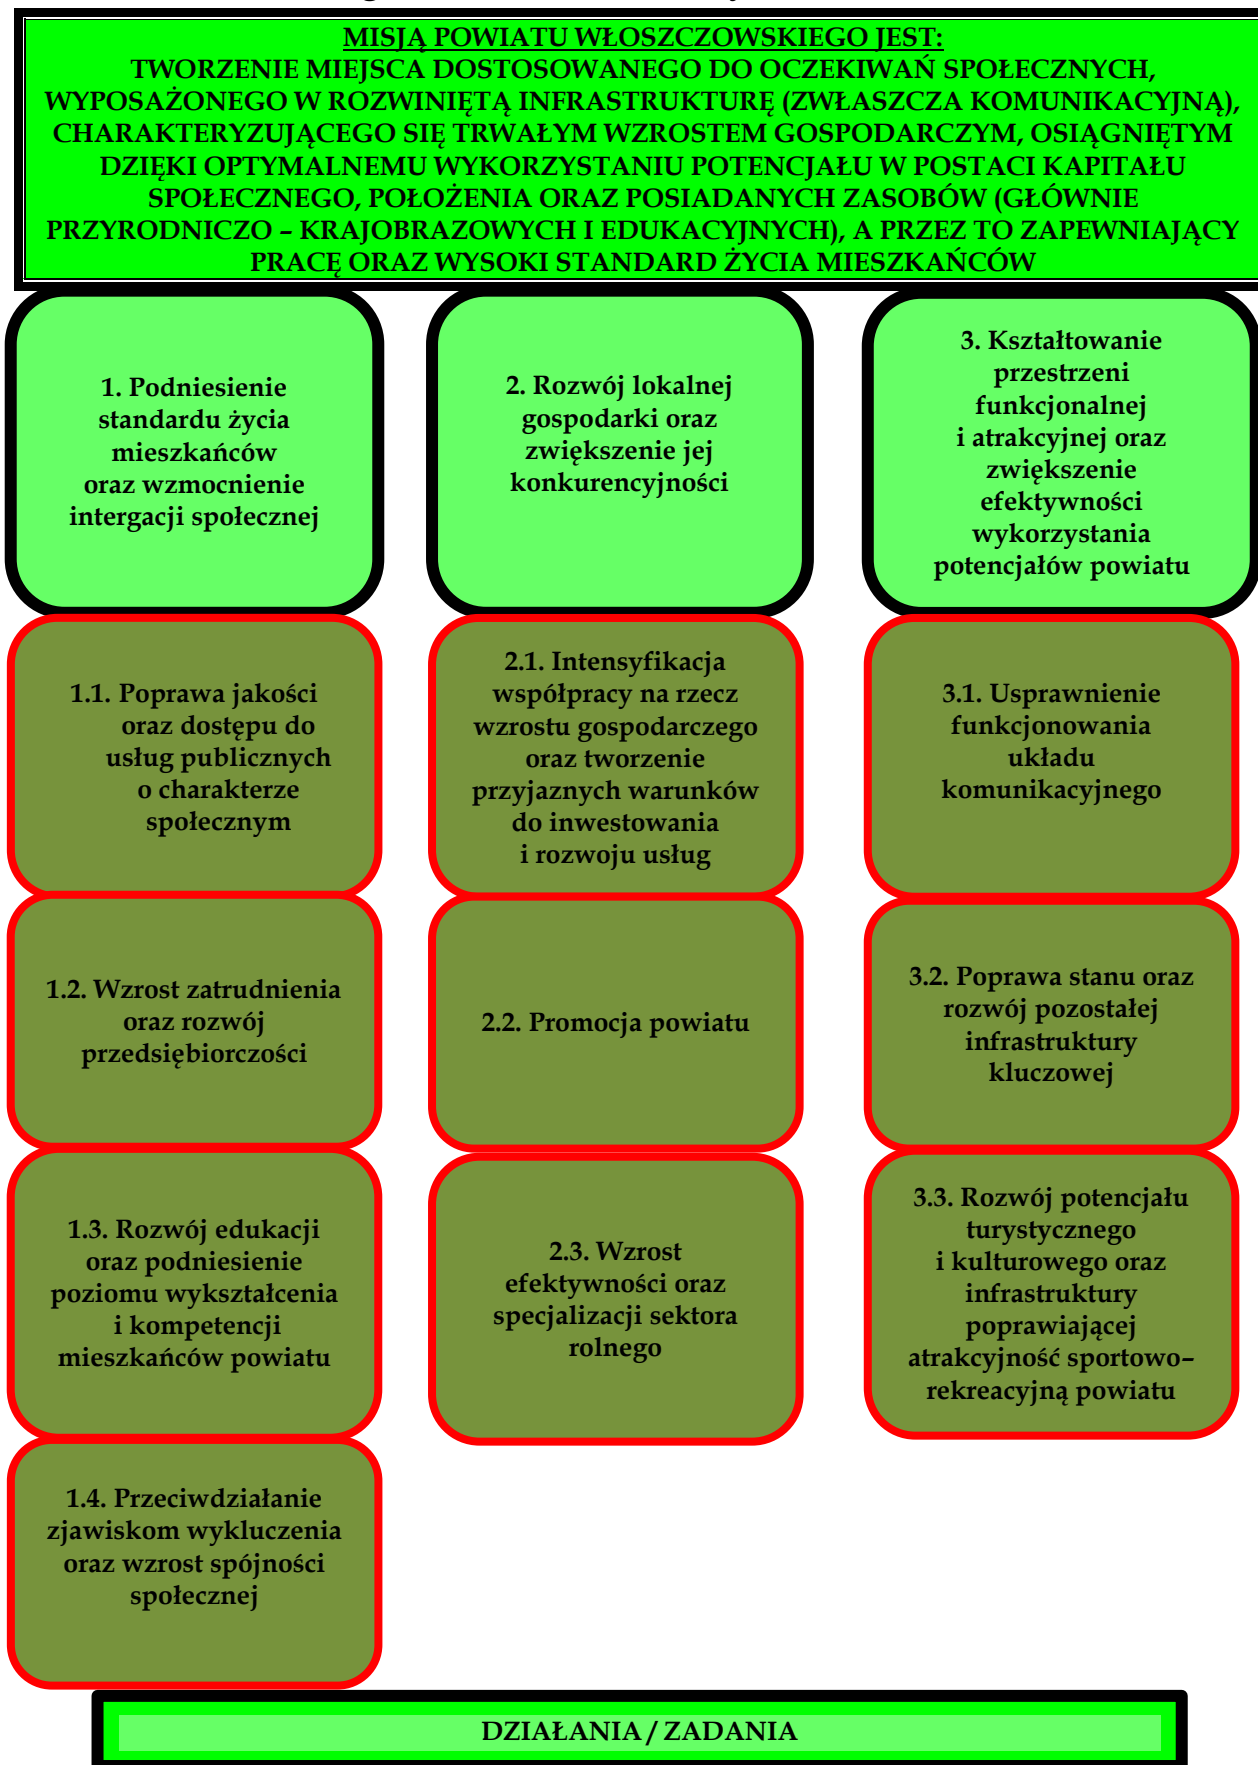 MISJĄ POWIATU WŁOSZCZOWSKIEGO JEST:
TWORZENIE MIEJSCA DOSTOSOWANEGO DO OCZEKIWAŃ SPOŁECZNYCH,
WYPOSAŻONEGO W ROZWINIĘTĄ INFRASTRUKTURĘ (ZWŁASZCZA KOMUNIKACYJNĄ),
CHARAKTERYZUJĄCEGO SIĘ TRWAŁYM WZROSTEM GOSPODARCZYM, OSIĄGNIĘTYM
DZIĘKI OPTYMALNEMU WYKORZYSTANIU POTENCJAŁU W POSTACI KAPITAŁU
SPOŁECZNEGO, POŁOŻENIA ORAZ POSIADANYCH ZASOBÓW (GŁÓWNIE
PRZYRODNICZO – KRAJOBRAZOWYCH I EDUKACYJNYCH), A PRZEZ TO ZAPEWNIAJĄCY
PRACĘ ORAZ WYSOKI STANDARD ŻYCIA MIESZKAŃCÓW
1. Podniesienie
standardu życia
mieszkańców
oraz wzmocnienie
intergacji społecznej
2. Rozwój lokalnej
gospodarki oraz
zwiększenie jej
konkurencyjności
3. Kształtowanie
przestrzeni
funkcjonalnej
i atrakcyjnej oraz
zwiększenie
efektywności
wykorzystania
potencjałów powiatu
1.1. Poprawa jakości
oraz dostępu do
usług publicznych
o charakterze
społecznym
2.1. Intensyfikacja
współpracy na rzecz
wzrostu gospodarczego
oraz tworzenie
przyjaznych warunków
do inwestowania
i rozwoju usług
3.1. Usprawnienie
funkcjonowania
układu
komunikacyjnego
1.2. Wzrost zatrudnienia
oraz rozwój
przedsiębiorczości
2.2. Promocja powiatu
3.2. Poprawa stanu oraz
rozwój pozostałej
infrastruktury
kluczowej
1.3. Rozwój edukacji
oraz podniesienie
poziomu wykształcenia
i kompetencji
mieszkańców powiatu
2.3. Wzrost
efektywności oraz
specjalizacji sektora
rolnego
3.3. Rozwój potencjału
turystycznego
i kulturowego oraz
infrastruktury
poprawiającej
atrakcyjność sportowo–
rekreacyjną powiatu
1.4. Przeciwdziałanie
zjawiskom wykluczenia
oraz wzrost spójności
społecznej
DZIAŁANIA / ZADANIA